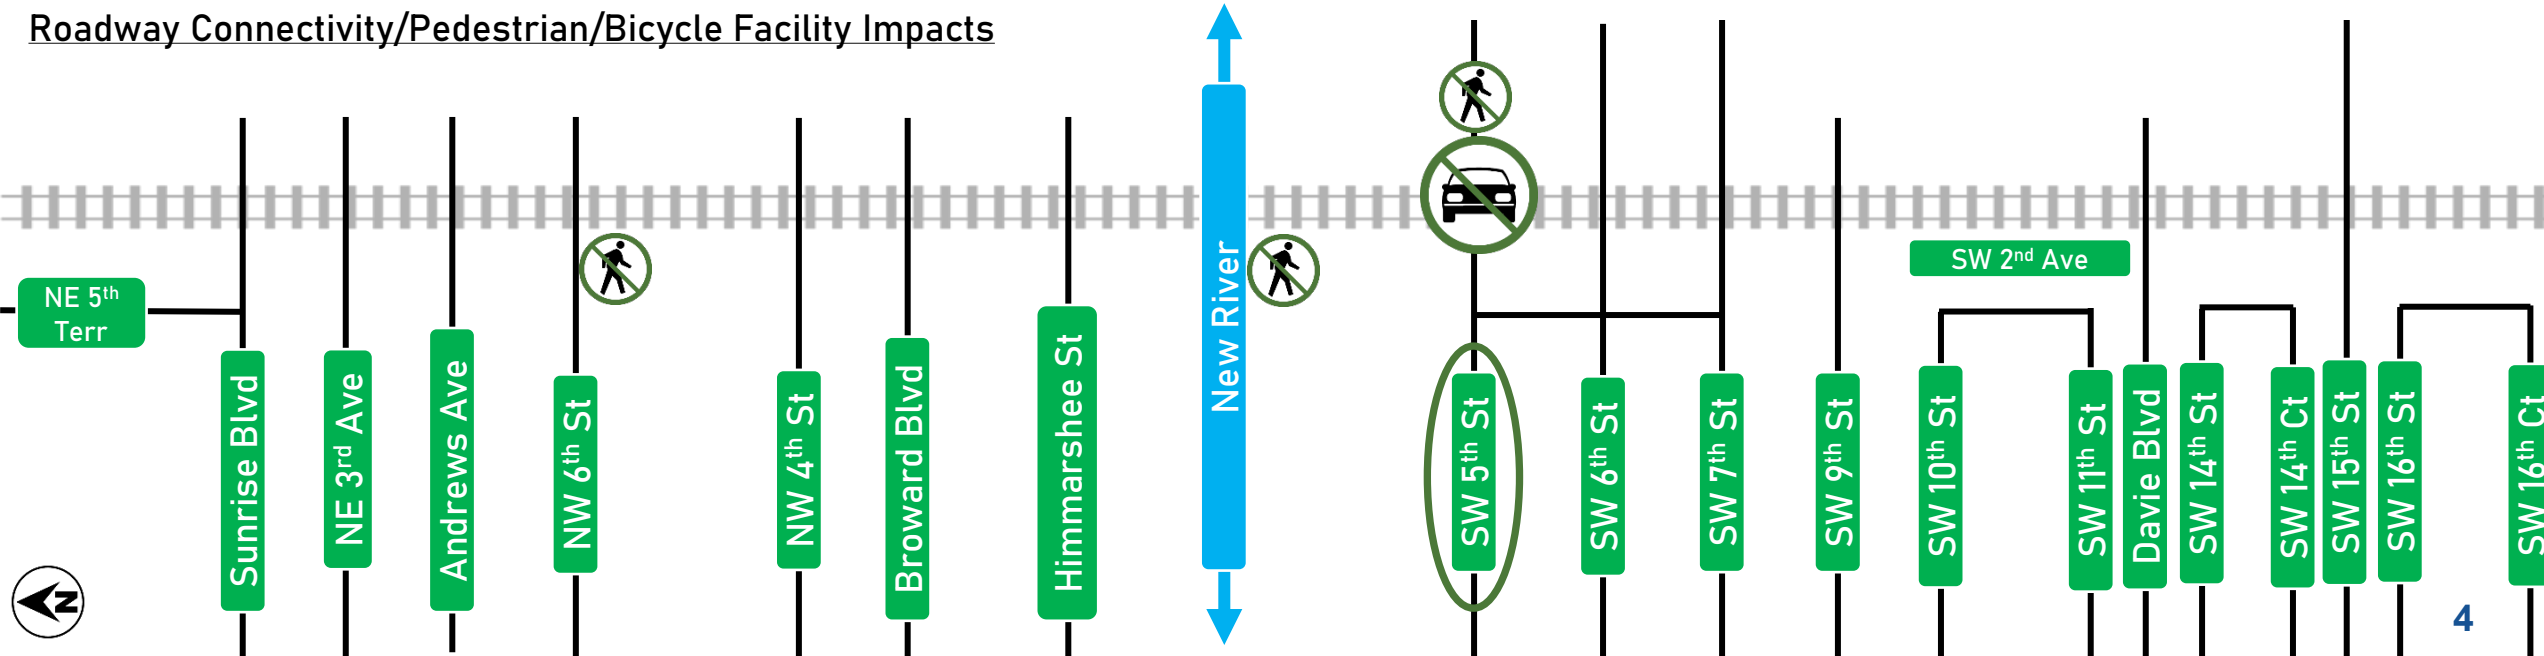 Roadway Connectivity/Pedestrian/Bicycle Facility Impacts
NE 5th
Terr
Sunrise Blvd
NE 3rd Ave
Andrews Ave
NW 6th St
NW 4th St
Broward Blvd
Himmarshee St
New River
SW 5th St
SW 6th St
SW 7th St
SW 9th St
SW 2nd Ave
SW 10th St
SW 11th St
Davie Blvd
SW 14th St
SW 14th Ct
SW 15th St
SW 16th St
SW 16th Ct
N
4